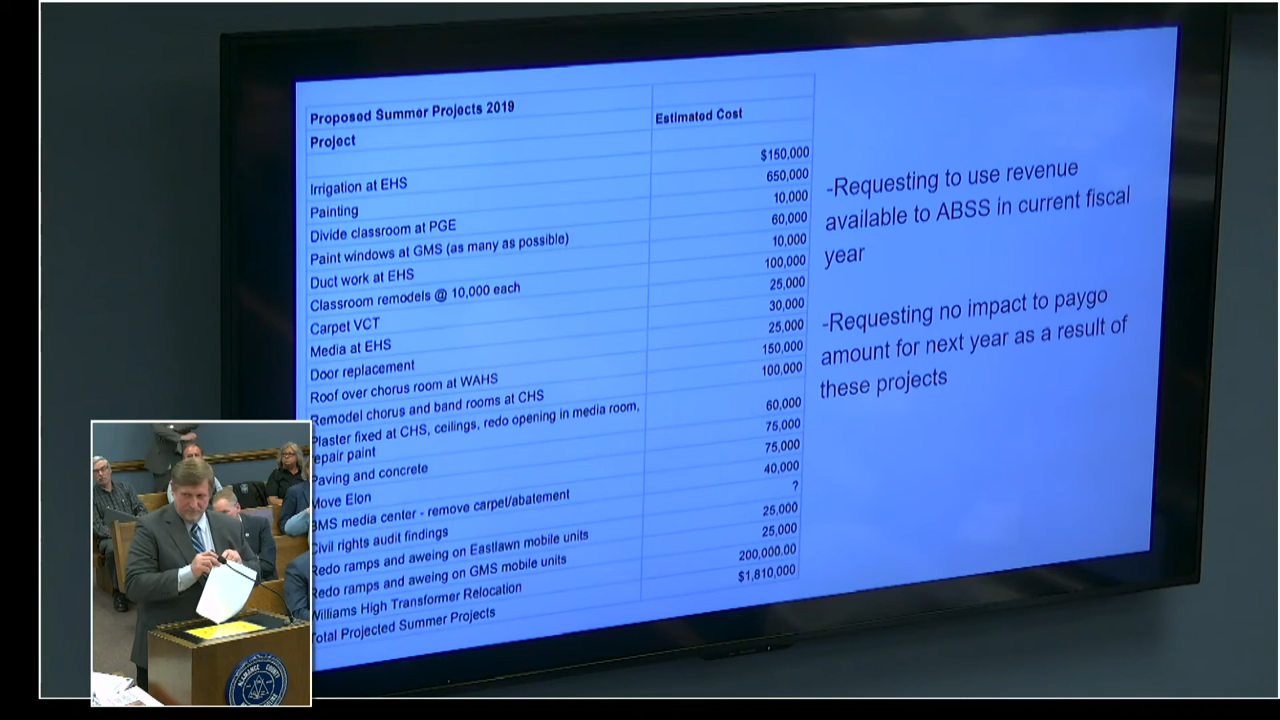 Proposed Summer Projects 2019
Project Estimated Cost
Irrigation at EHS $150,000
Painting 650,000
Divide classroom at PGE 10,000
Paint windows at GMS (as many as possible) 60,000
Duct work at EHS 10,000
Classroom remodels @ 10,000 each 100,000
Carpet VCT 25,000
Media at EHS 30,000
Door replacement 25,000
Roof over chorus room at WAHS 150,000
Remodel chorus and band rooms at CHS 100,000
Plaster fixed at CHS, ceilings, redo opening in media room,
epair paint 60,000
Paving and concrete 75,000
Move Elon 75,000
BMS media center - remove carpet/abatement 40,000
Civil rights audit findings ?
Redo ramps and aweing on Eastlawn mobile units 25,000
Redo ramps and aweing on GMS mobile units 25,000
Williams High Transformer Relocation 200,000.00
Total Projected Summer Projects $1,810,000
-Requesting to use revenue
available to ABSS in current fiscal
year
-Requesting no impact to paygo
amount for next year as a result of
these projects
ALAMANCE COUNTY